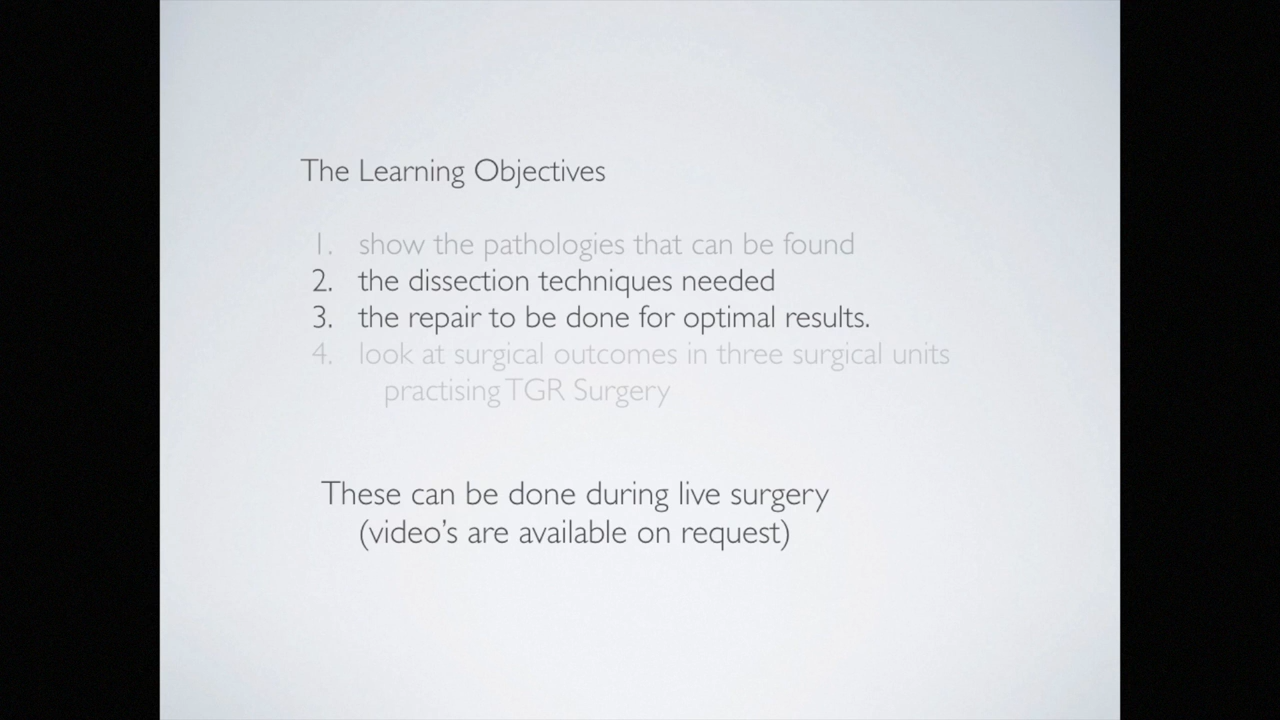 The Learning Objectives
1. show the pathologies that can be found
2. the dissection techniques needed
3. the repair to be done for optimal results.
4. look at surgical outcomes in three surgical units
practising TGR Surgery
These can be done during live surgery
(video's are available on request)